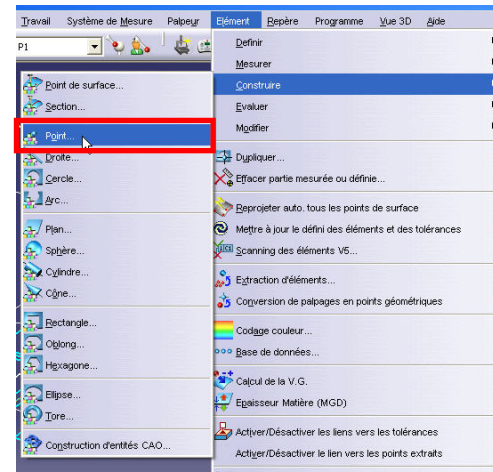 Travail Système de Mesure Palpeur Elément Repère Programme Vue 3D Aide
P1
Definir
Mesurer
Construire
Evaluer
Modifier
Dupliquer...
Effacer partie mesurée ou définie...
Reprojeter auto. tous les points de surface
Mettre à jour le défini des éléments et des tolérances
Scanning des éléments V5...
Extraction d'éléments...
Conversion de palpages en points géométriques
Codage couleur...
Base de données...
Calcul de la V.G.
Epaisseur Matière (MGD)
Activer/Désactiver les liens vers les tolérances
Activer/Désactiver le lien vers les points extraits
Point de surface...
Section...
Point...
Droite...
Cercle...
Arc...
Plan...
Sphère...
Cylindre...
Cône...
Rectangle...
Oblong...
Hexagone...
Ellipse...
Tore...
Construction d'entités CAO...